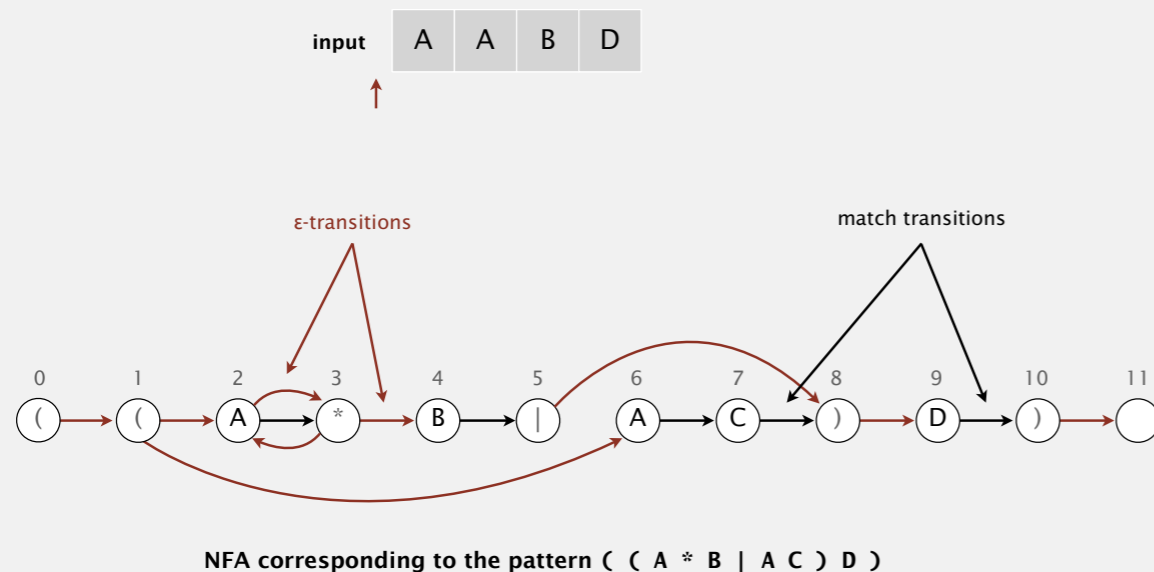 input A A B D
ε-transitions match transitions
0 1 2 3 4 5 6 7 8 9 10 11
( ( A * B | A C ) D )
NFA corresponding to the pattern ( ( A * B | A C ) D )